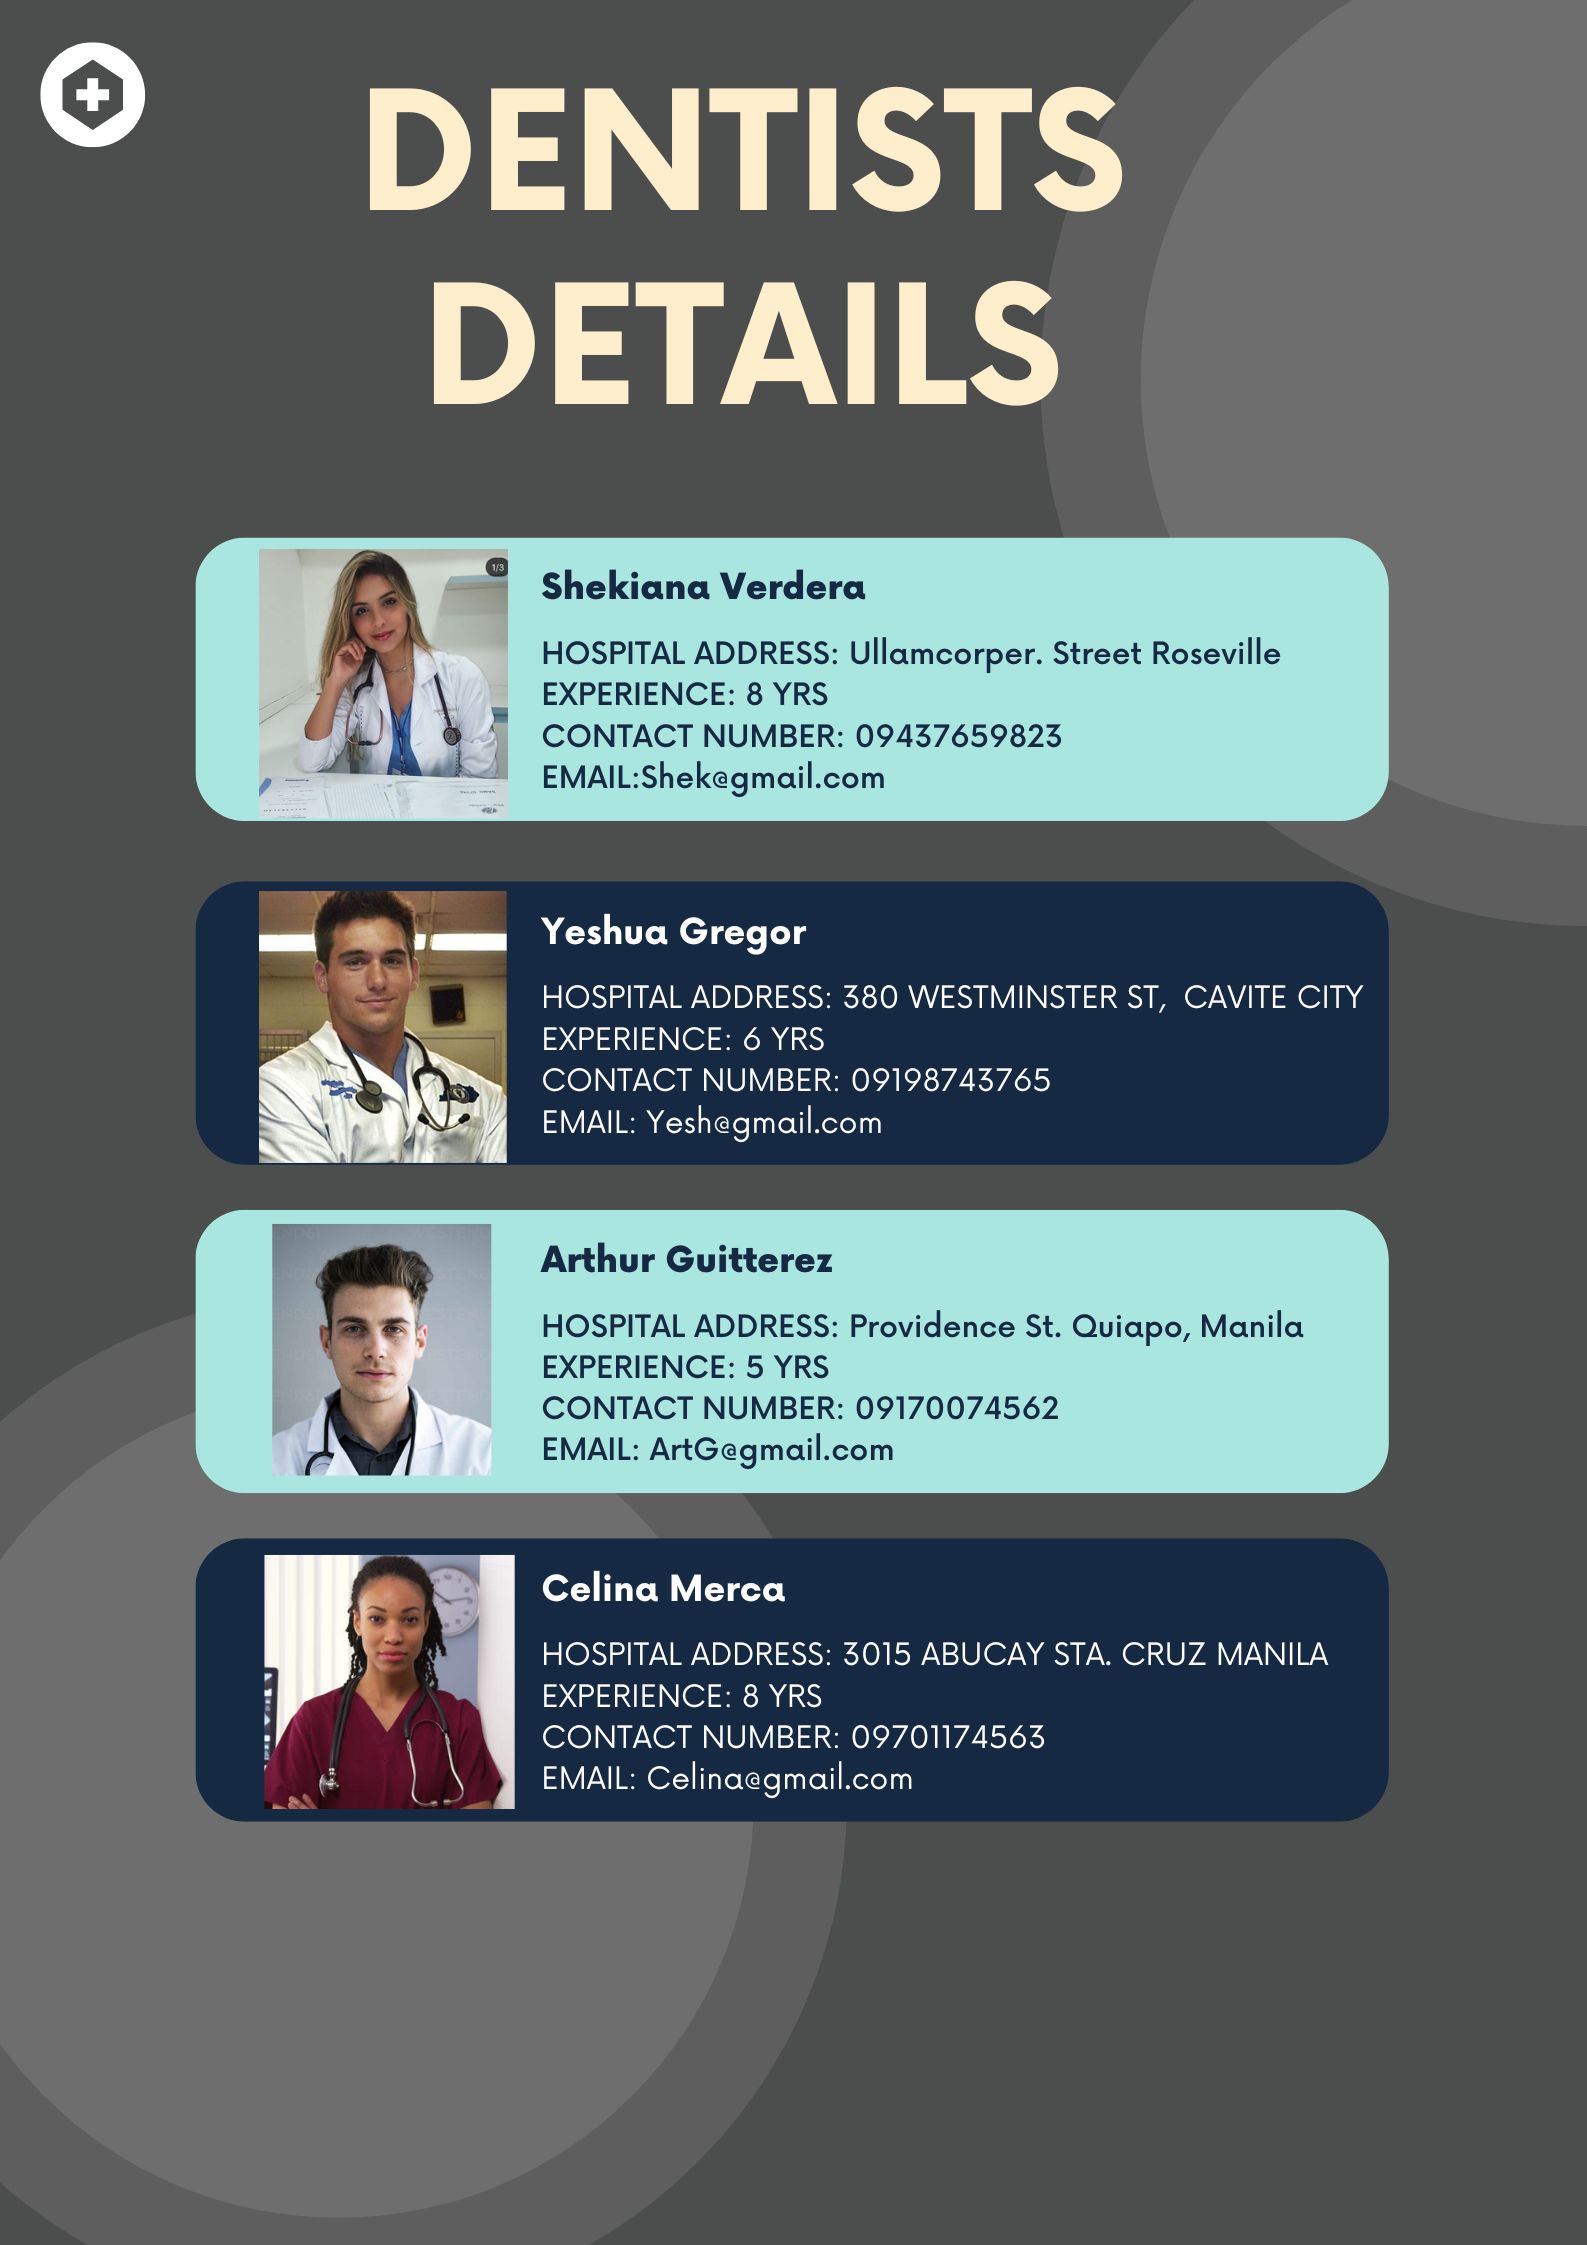 DENTISTS
DETAILS
1/3
Shekiana Verdera
HOSPITAL ADDRESS: Ullamcorper. Street Roseville
EXPERIENCE: 8 YRS
CONTACT NUMBER: 09437659823
EMAIL:Shek@gmail.com
Yeshua Gregor
HOSPITAL ADDRESS: 380 WESTMINSTER ST, CAVITE CITY
EXPERIENCE: 6 YRS
CONTACT NUMBER: 09198743765
EMAIL: Yesh@gmail.com
Arthur Guitterez
HOSPITAL ADDRESS: Providence St. Quiapo, Manila
EXPERIENCE: 5 YRS
CONTACT NUMBER: 09170074562
EMAIL: ArtG@gmail.com
Celina Merca
HOSPITAL ADDRESS: 3015 ABUCAY STA. CRUZ MANILA
EXPERIENCE: 8 YRS
CONTACT NUMBER: 09701174563
EMAIL: Celina@gmail.com